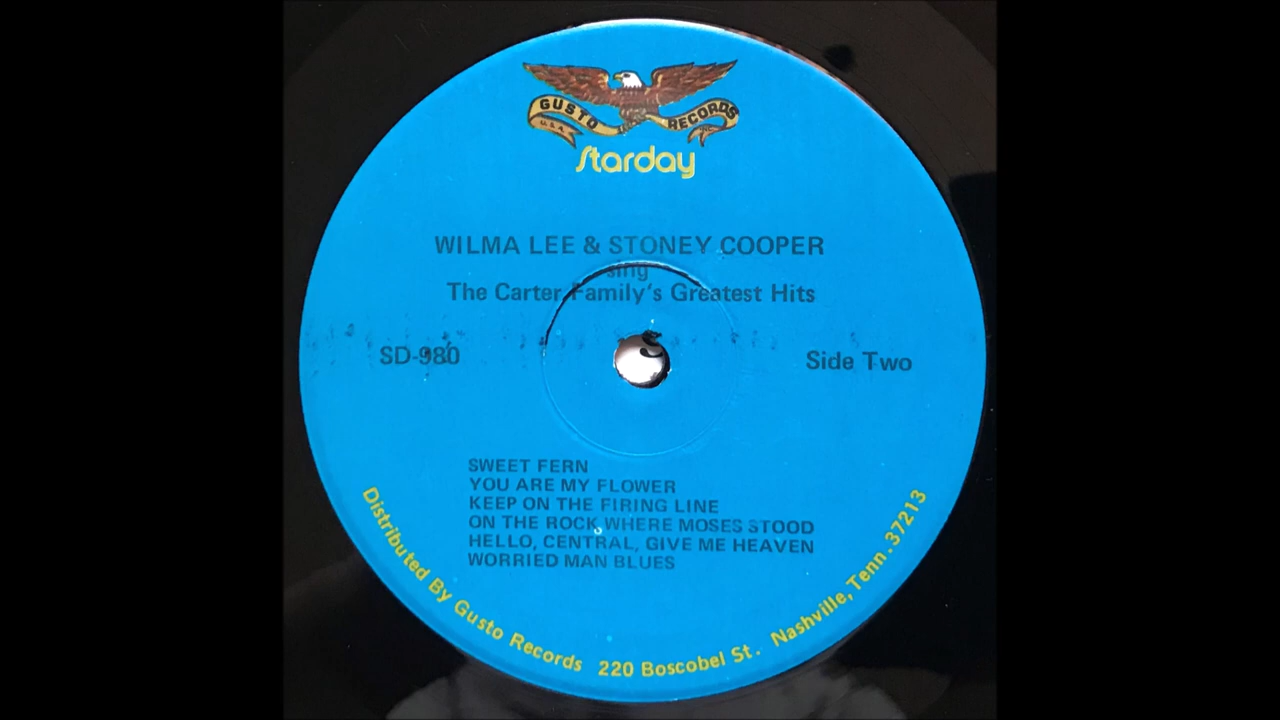 GUSTO RECORDS
U.S.A. INC.
Starday
WILMA LEE & STONEY COOPER
sing
The Carter Family's Greatest Hits
SD-980
Side Two
S
SWEET FERN
YOU ARE MY FLOWER
KEEP ON THE FIRING LINE
ON THE ROCK WHERE MOSES STOOD
HELLO, CENTRAL, GIVE ME HEAVEN
WORRIED MAN BLUES
Distributed By Gusto Records 220 Boscobel St. Nashville, Tenn. 37213